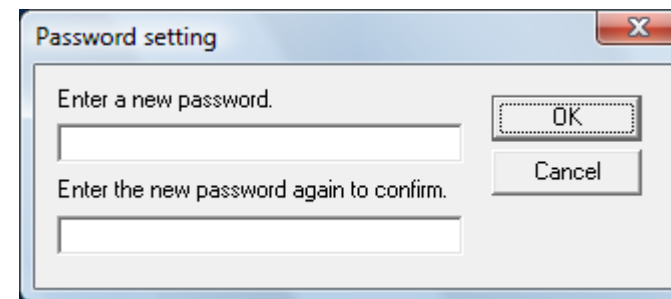 Password setting
Enter a new password.
OK
Cancel
Enter the new password again to confirm.